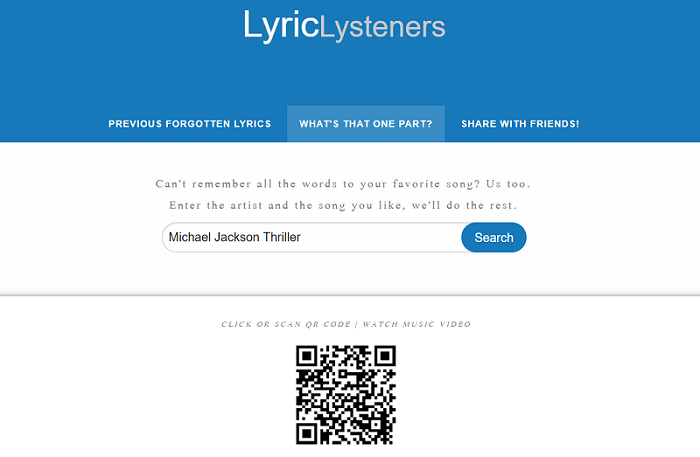 LyricLysteners
PREVIOUS FORGOTTEN LYRICS WHAT'S THAT ONE PART? SHARE WITH FRIENDS!
Can't remember all the words to your favorite song? Us too.
Enter the artist and the song you like, we'll do the rest.
Michael Jackson Thriller Search
CLICK OR SCAN QR CODE | WATCH MUSIC VIDEO